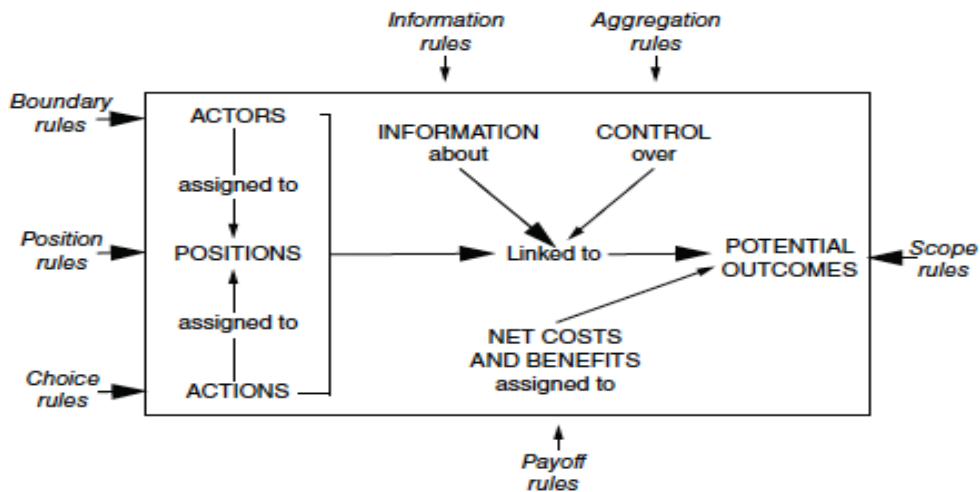 Information
rules
Aggregation
rules
Boundary
rules
ACTORS
assigned to
INFORMATION
about
CONTROL
over
Position
rules
POSITIONS
Linked to
POTENTIAL
OUTCOMES
Scope
rules
assigned to
NET COSTS
AND BENEFITS
assigned to
Choice
rules
ACTIONS
Payoff
rules